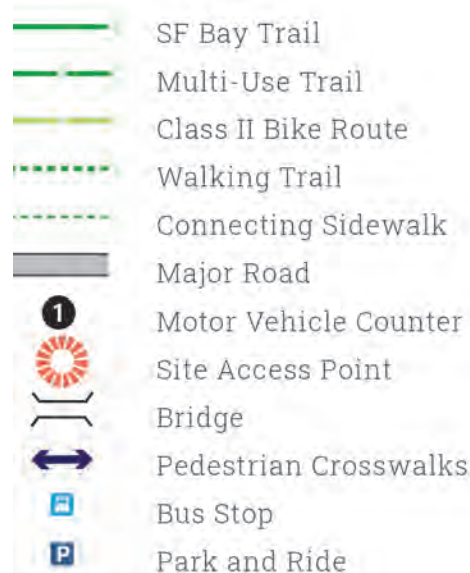 SF Bay Trail
Multi-Use Trail
Class II Bike Route
Walking Trail
Connecting Sidewalk
Major Road
1 Motor Vehicle Counter
Site Access Point
Bridge
Pedestrian Crosswalks
Bus Stop
P Park and Ride